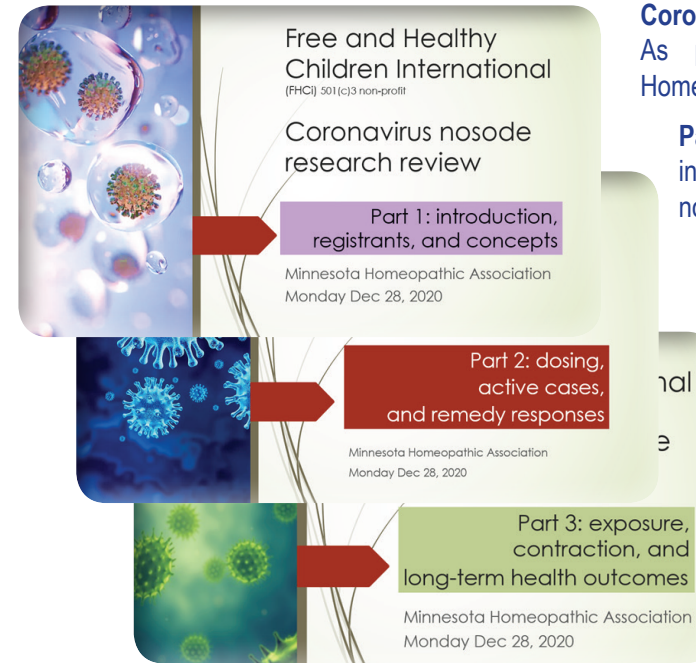 Free and Healthy
Children International
(FHCi) 501(c)3 non-profit
Coronavirus nosode
research review
Part 1: introduction,
registrants, and concepts
Minnesota Homeopathic Association
Monday Dec 28, 2020
Part 2: dosing,
active cases,
and remedy responses
Minnesota Homeopathic Association
Monday Dec 28, 2020
Part 3: exposure,
contraction, and
long-term health outcomes
Minnesota Homeopathic Association
Monday Dec 28, 2020
As